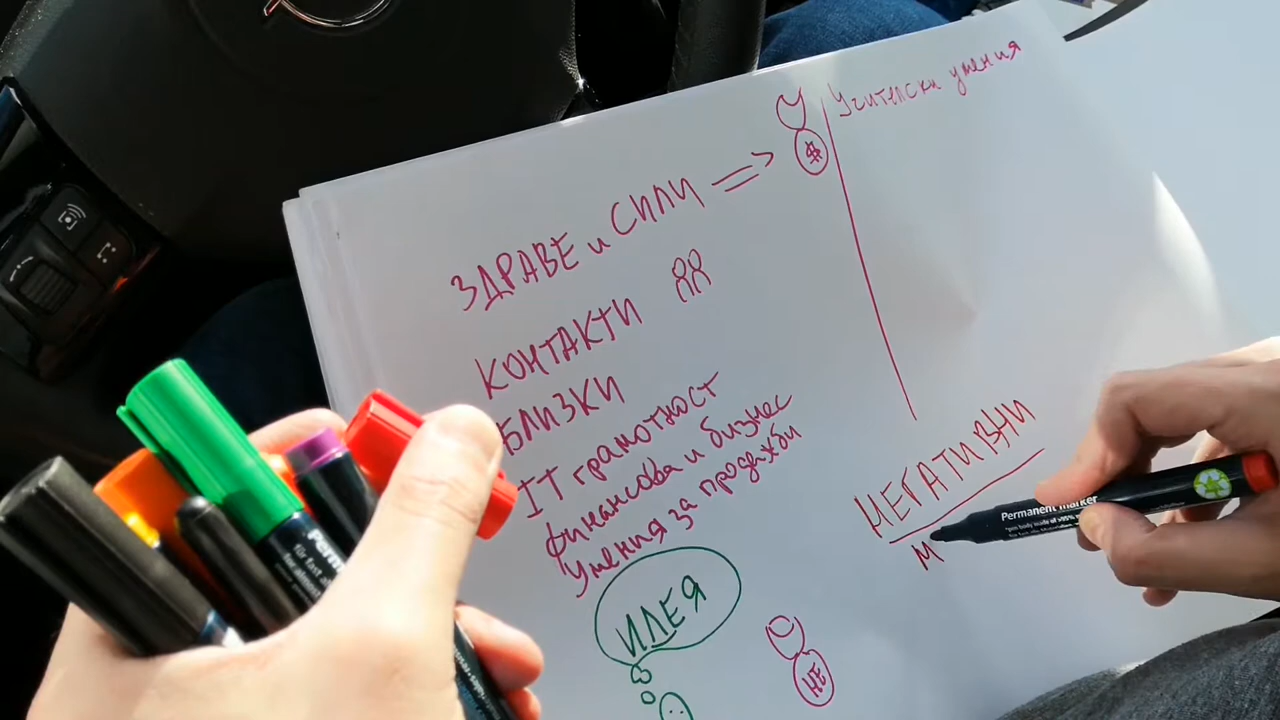 Учителски умения
$
ЗДРАВЕ и СИЛИ =>
КОНТАКТИ
БЛИЗКИ
IT грамотност
финансова и бизнес
Умения за продажби
НЕГАТИВНИ
М
ИДЕЯ
НЕ
Permanent marker